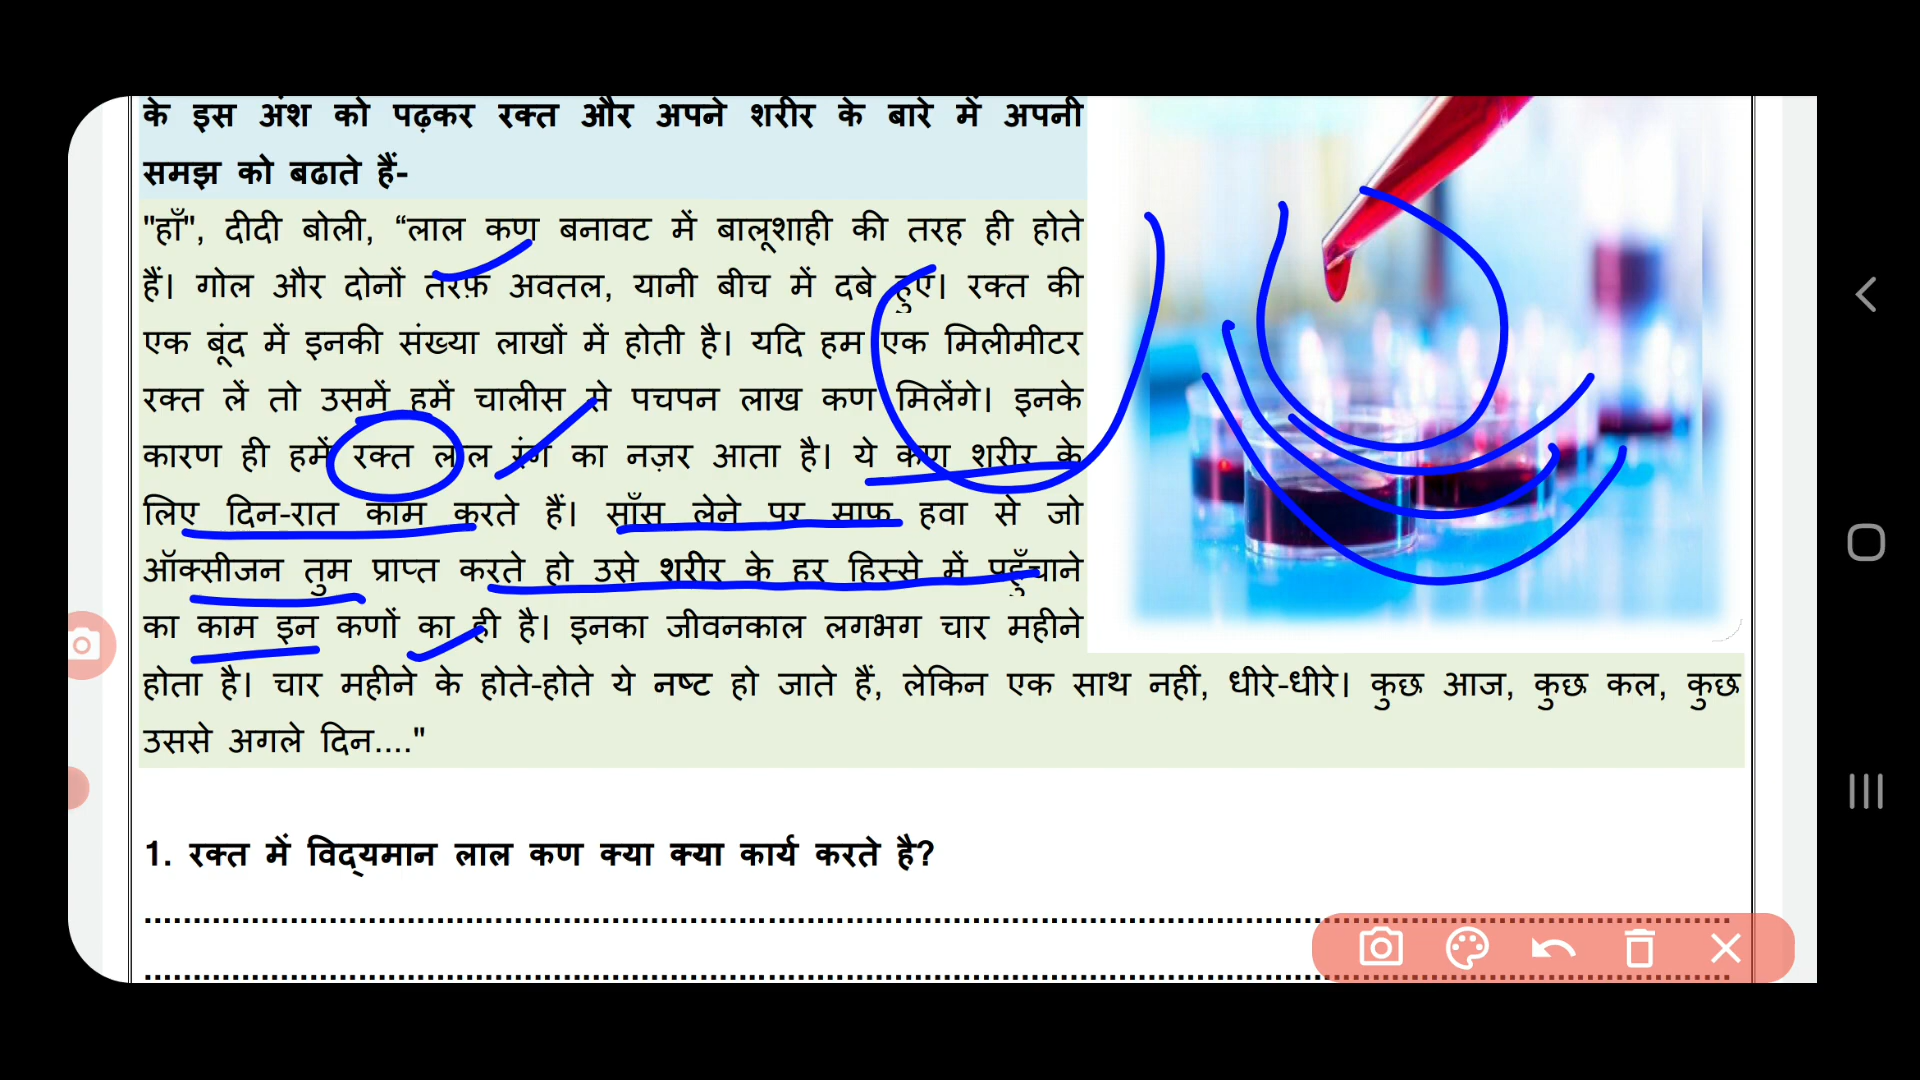 के इस अंश को पढ़कर रक्त और अपने शरीर के बारे में अपनी
समझ को बढाते हैं-
"हाँ", दीदी बोली, “लाल कण बनावट में बालूशाही की तरह ही होते
हैं। गोल और दोनों तरफ़ अवतल, यानी बीच में दबे हुए। रक्त की
एक बूंद में इनकी संख्या लाखों में होती है। यदि हम एक मिलीमीटर
रक्त लें तो उसमें हमें चालीस से पचपन लाख कण मिलेंगे। इनके
कारण ही हमें रक्त लाल रंग का नज़र आता है। ये कण शरीर के
लिए दिन-रात काम करते हैं। साँस लेने पर साफ़ हवा से जो
ऑक्सीजन तुम प्राप्त करते हो उसे शरीर के हर हिस्से में पहुँचाने
का काम इन कणों का ही है। इनका जीवनकाल लगभग चार महीने
होता है। चार महीने के होते-होते ये नष्ट हो जाते हैं, लेकिन एक साथ नहीं, धीरे-धीरे। कुछ आज, कुछ कल, कुछ
उससे अगले दिन...."
1. रक्त में विद्यमान लाल कण क्या क्या कार्य करते है?